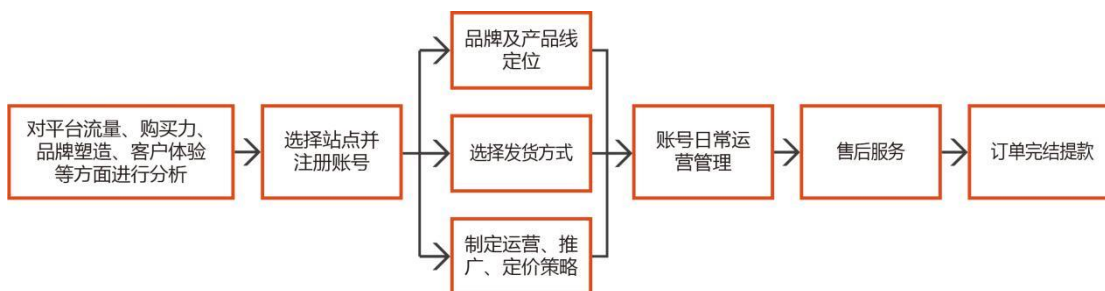 对平台流量、购买力、
品牌塑造、客户体验
等方面进行分析
选择站点并
注册账号
品牌及产品线
定位
选择发货方式
制定运营、推
广、定价策略
账号日常运
营管理
售后服务
订单完结提款